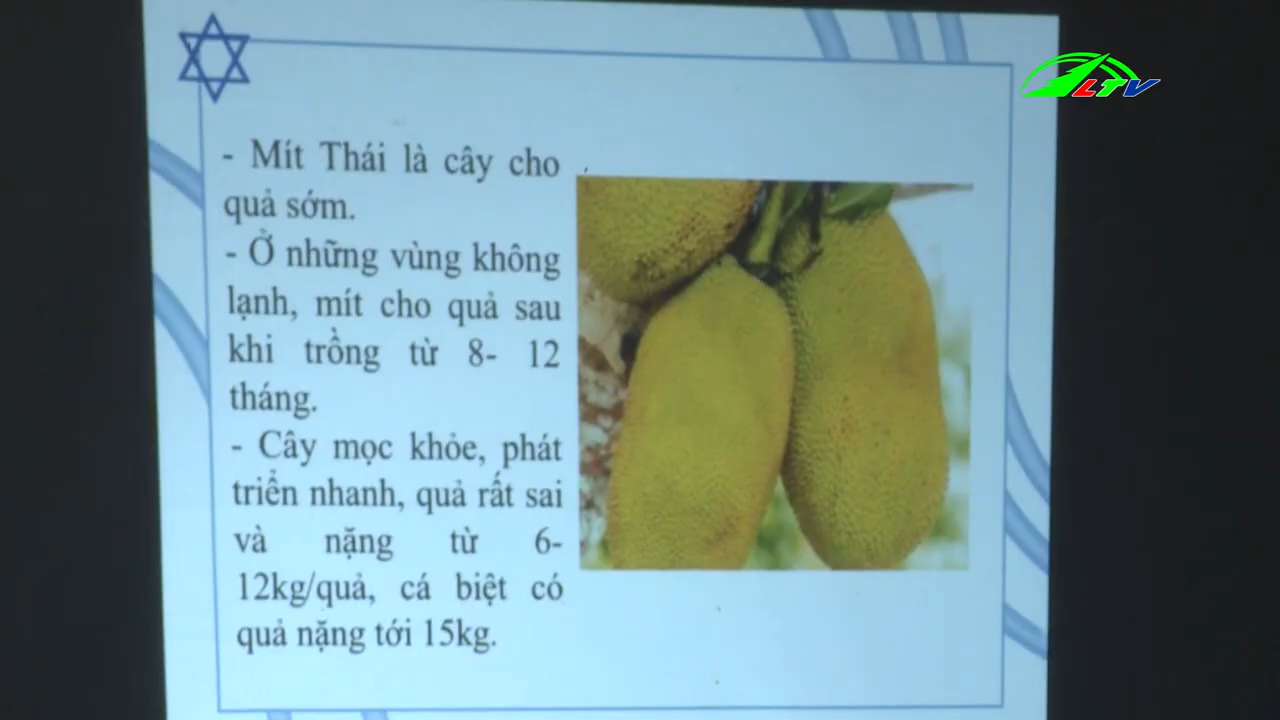 LTV
- Mít Thái là cây cho
quả sớm.
- Ở những vùng không
lạnh, mít cho quả sau
khi trồng từ 8- 12
tháng.
- Cây mọc khỏe, phát
triển nhanh, quả rất sai
và nặng từ 6-
12kg/quả, cá biệt có
quả nặng tới 15kg.